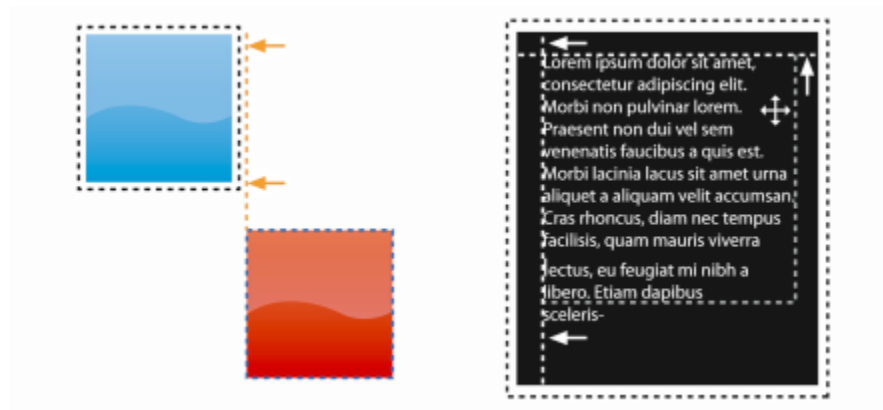 Lorem ipsum dolor sit amet,
consectetur adipiscing elit.
Morbi non pulvinar lorem.
Praesent non dui vel sem
venenatis faucibus a quis est.
Morbi lacinia lacus sit amet urna
aliquet a aliquam velit accumsan.
Cras rhoncus, diam nec tempus
facilisis, quam mauris viverra
lectus, eu feugiat mi nibh a
libero. Etiam dapibus
sceleris-